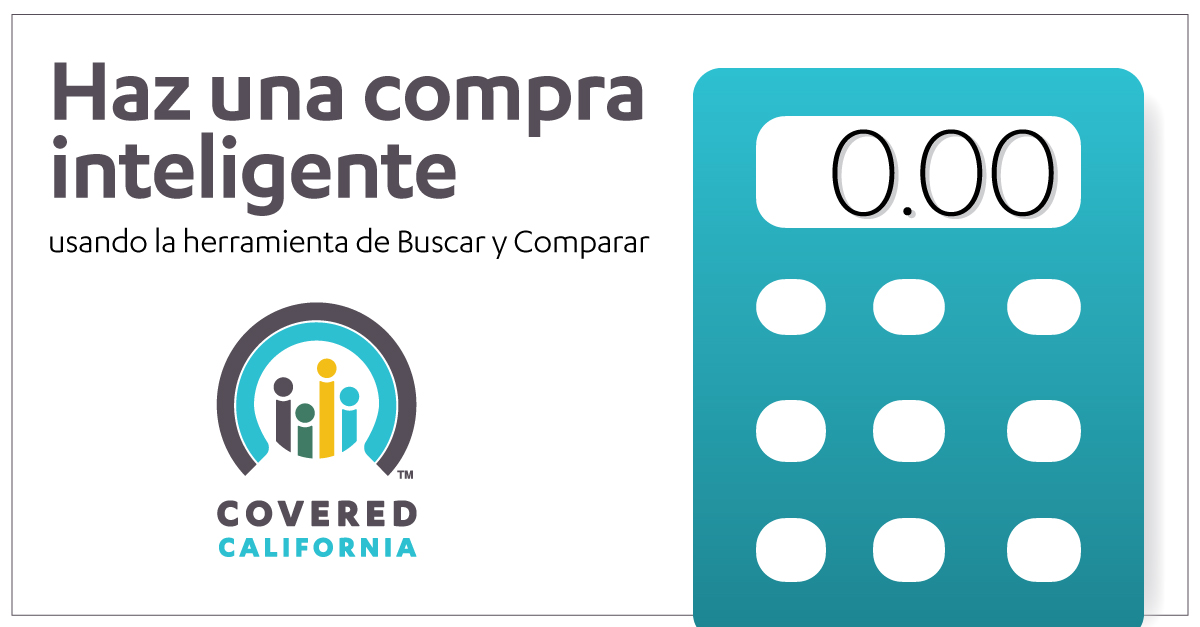 Haz una compra
inteligente
usando la herramienta de Buscar y Comparar
TM
COVERED
CALIFORNIA
0.00